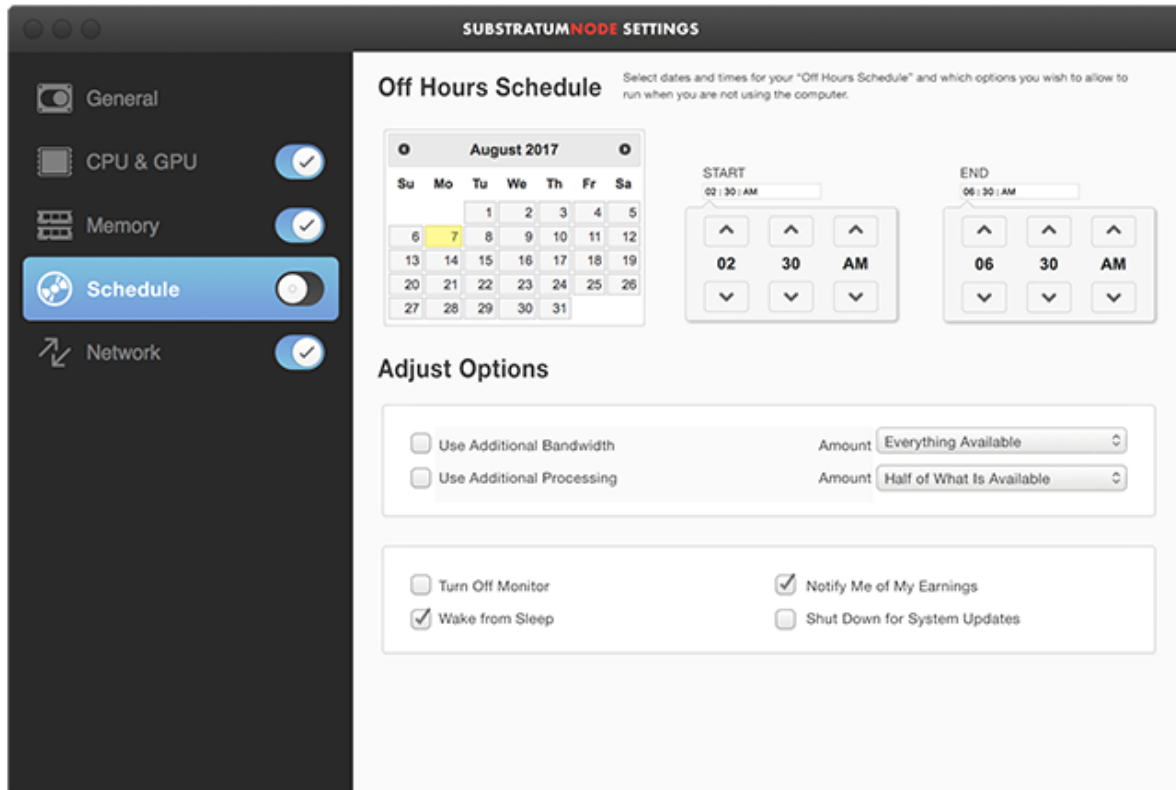 SUBSTRATUMNODE SETTINGS
General
CPU & GPU
Memory
Schedule
Network
Off Hours Schedule
Select dates and times for your “Off Hours Schedule” and which options you wish to allow to
run when you are not using the computer.
August 2017
Su Mo Tu We Th Fr Sa
1 2 3 4 5
6 7 8 9 10 11 12
13 14 15 16 17 18 19
20 21 22 23 24 25 26
27 28 29 30 31
START
02 : 30 : AM
02 30 AM
END
06 : 30 : AM
06 30 AM
Adjust Options
Use Additional Bandwidth Amount Everything Available
Use Additional Processing Amount Half of What Is Available
Turn Off Monitor Notify Me of My Earnings
Wake from Sleep Shut Down for System Updates